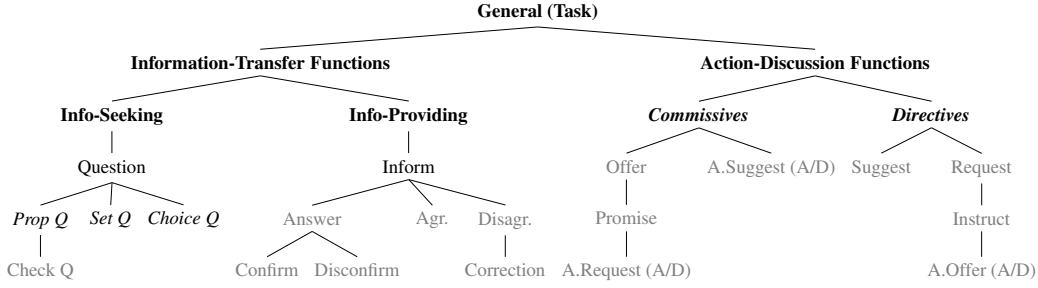 General (Task)
Information-Transfer Functions Action-Discussion Functions
Info-Seeking Info-Providing Commissives Directives
Question Inform Offer A.Suggest (A/D) Suggest Request
Prop Q Set Q Choice Q Answer Agr. Disagr. Promise Instruct
Check Q Confirm Disconfirm Correction A.Request (A/D) A.Offer (A/D)